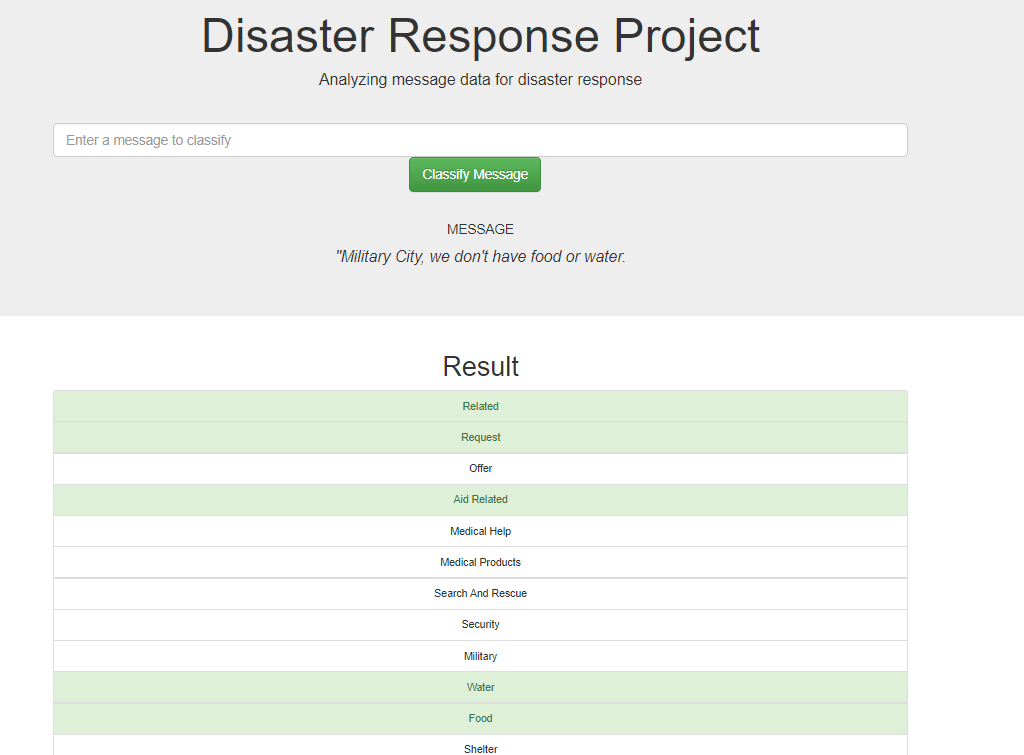 Disaster Response Project
Analyzing message data for disaster response
Enter a message to classify
Classify Message
MESSAGE
"Military City, we don't have food or water.
Result
Related
Request
Offer
Aid Related
Medical Help
Medical Products
Search And Rescue
Security
Military
Water
Food
Shelter